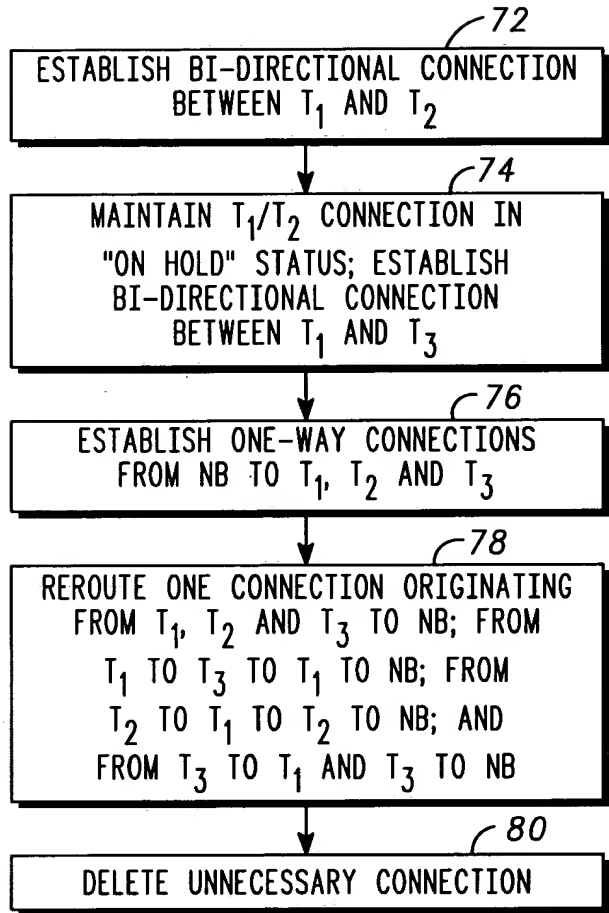 72
ESTABLISH BI-DIRECTIONAL CONNECTION
BETWEEN T1 AND T2
74
MAINTAIN T1/T2 CONNECTION IN
"ON HOLD" STATUS; ESTABLISH
BI-DIRECTIONAL CONNECTION
BETWEEN T1 AND T3
76
ESTABLISH ONE-WAY CONNECTIONS
FROM NB TO T1, T2 AND T3
78
REROUTE ONE CONNECTION ORIGINATING
FROM T1, T2 AND T3 TO NB; FROM
T1 TO T3 TO T1 TO NB; FROM
T2 TO T1 TO T2 TO NB; AND
FROM T3 TO T1 AND T3 TO NB
80
DELETE UNNECESSARY CONNECTION